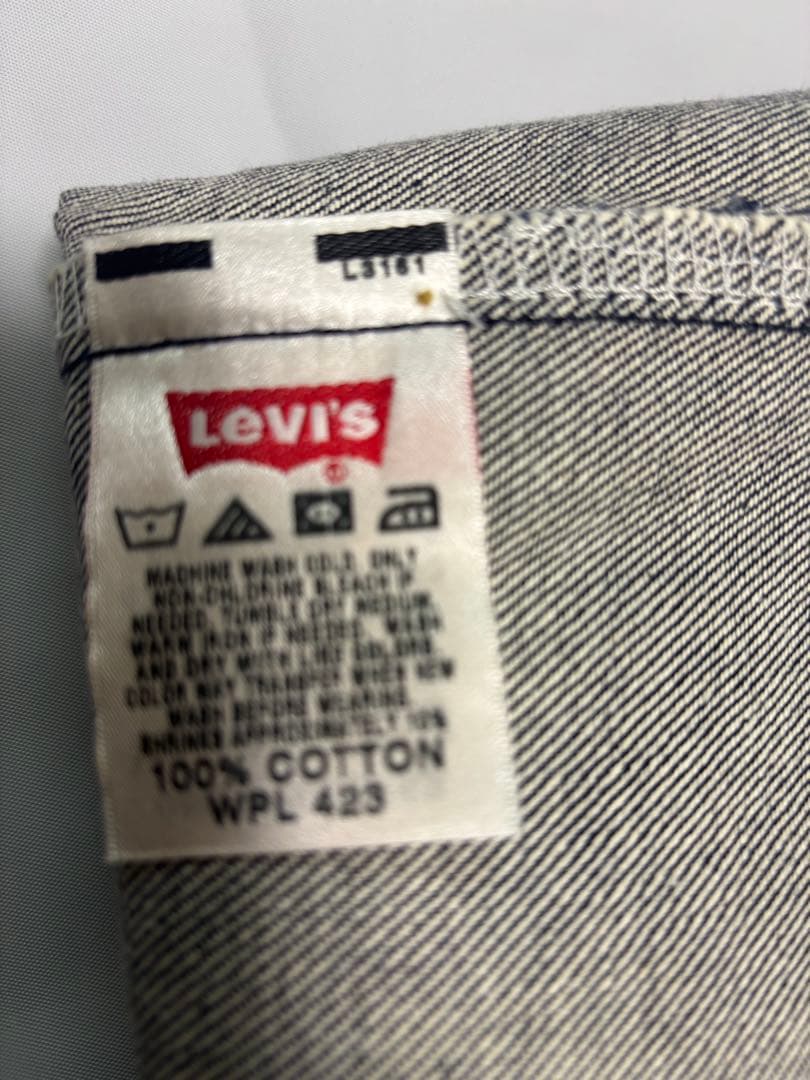 L3161
LEVI'S
®
MACHINE WASH COLD. ONLY
NON-CHLORINE BLEACH IF
NEEDED. TUMBLE DRY MEDIUM.
WARM IRON IF NEEDED. WASH
AND DRY WITH LIKE COLORS.
COLOR MAY TRANSFER WHEN NEW
WASH BEFORE WEARING.
SHRINKS APPROXIMATELY 10%
100% COTTON
WPL 423